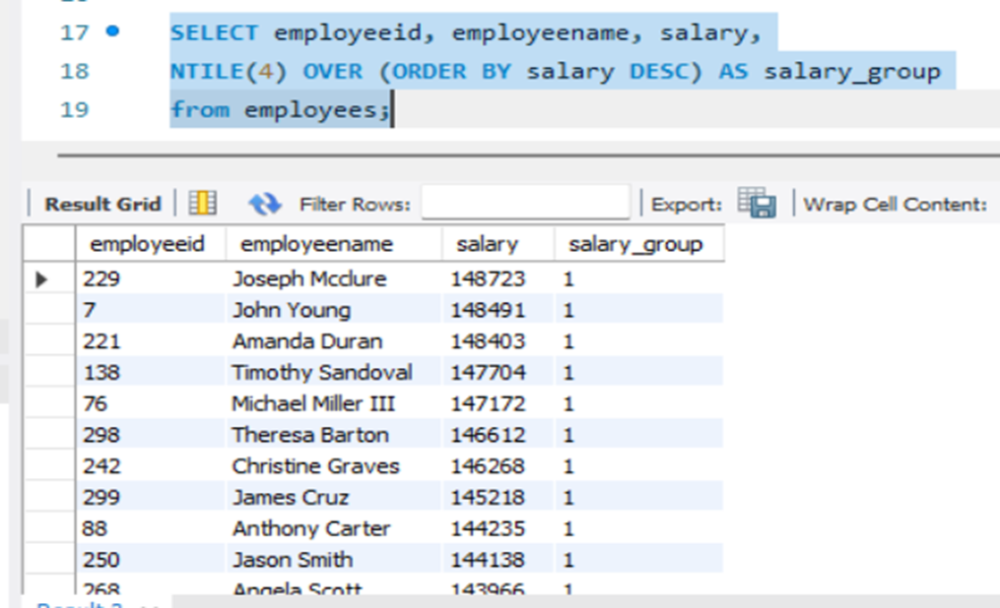 17 SELECT employeeid, employeename, salary,
18 NTILE(4) OVER (ORDER BY salary DESC) AS salary_group
19 from employees;
Result Grid Filter Rows: Export: Wrap Cell Content:
employeeid employeename salary salary_group
229 Joseph Mcclure 148723 1
7 John Young 148491 1
221 Amanda Duran 148403 1
138 Timothy Sandoval 147704 1
76 Michael Miller III 147172 1
298 Theresa Barton 146612 1
242 Christine Graves 146268 1
299 James Cruz 145218 1
88 Anthony Carter 144235 1
250 Jason Smith 144138 1
268 Angela Scott 143966 1